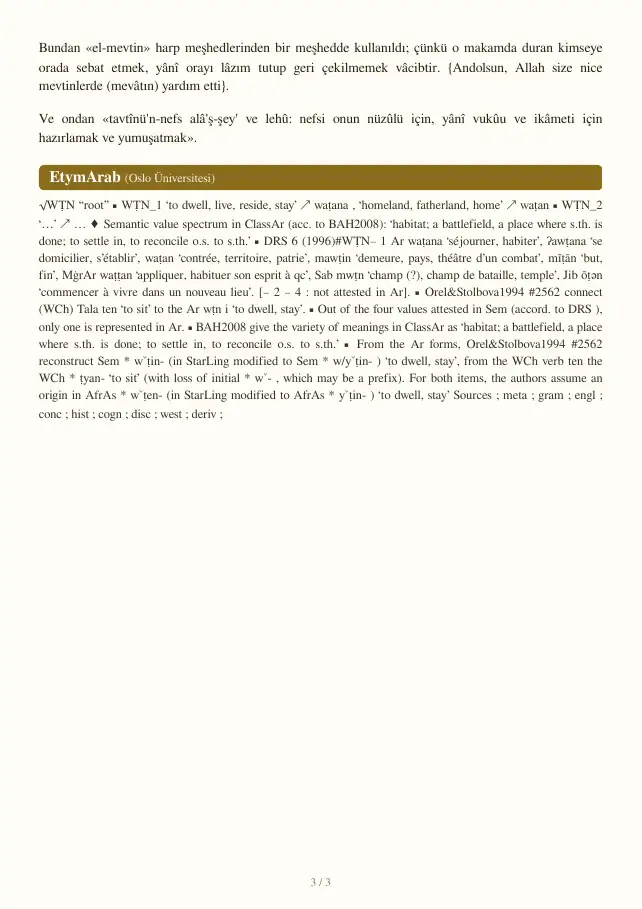 Bundan «el-mevtin» harp meşhedlerinden bir meşhedde kullanıldı; çünkü o makamda duran kimseye
orada sebat etmek, yânî orayı lâzım tutup geri çekilmemek vâcibtir. {Andolsun, Allah size nice
mevtinlerde (mevâtın) yardım etti}.
Ve ondan «tavtînü'n-nefs alâ'ş-şey' ve lehû: nefsi onun nüzûlü için, yânî vukûu ve ikâmeti için
hazırlamak ve yumuşatmak».
EtymArab (Oslo Üniversitesi)
√WṬN “root” ▪ WṬN_1 ‘to dwell, live, reside, stay’ ↗ waṭana , ‘homeland, fatherland, home’ ↗ waṭan ▪ WṬN_2
‘…’ ↗ … ♦ Semantic value spectrum in ClassAr (acc. to BAH2008): ‘habitat; a battlefield, a place where s.th. is
done; to settle in, to reconcile o.s. to s.th.’ ▪ DRS 6 (1996)#WṬN– 1 Ar waṭana ‘séjourner, habiter’, ʔawṭana ‘se
domicilier, s’établir’, waṭan ‘contrée, territoire, patrie’, mawṭin ‘demeure, pays, théâtre d’un combat’, mīṭān ‘but,
fin’, MġrAr waṭṭan ‘appliquer, habituer son esprit à qc’, Sab mwṭn ‘champ (?), champ de bataille, temple’, Jib ōṭən
‘commencer à vivre dans un nouveau lieu’. [– 2 – 4 : not attested in Ar]. ▪ Orel&Stolbova1994 #2562 connect
(WCh) Tala ten ‘to sit’ to the Ar wṭn i ‘to dwell, stay’. ▪ Out of the four values attested in Sem (accord. to DRS ),
only one is represented in Ar. ▪ BAH2008 give the variety of meanings in ClassAr as ‘habitat; a battlefield, a place
where s.th. is done; to settle in, to reconcile o.s. to s.th.’ ▪ From the Ar forms, Orel&Stolbova1994 #2562
reconstruct Sem * wˇṭin- (in StarLing modified to Sem * w/yˇṭin- ) ‘to dwell, stay’, from the WCh verb ten the
WCh * ṭyan- ‘to sit’ (with loss of initial * wˇ- , which may be a prefix). For both items, the authors assume an
origin in AfrAs * wˇṭen- (in StarLing modified to AfrAs * yˇṭin- ) ‘to dwell, stay’ Sources ; meta ; gram ; engl ;
conc ; hist ; cogn ; disc ; west ; deriv ;
3 / 3